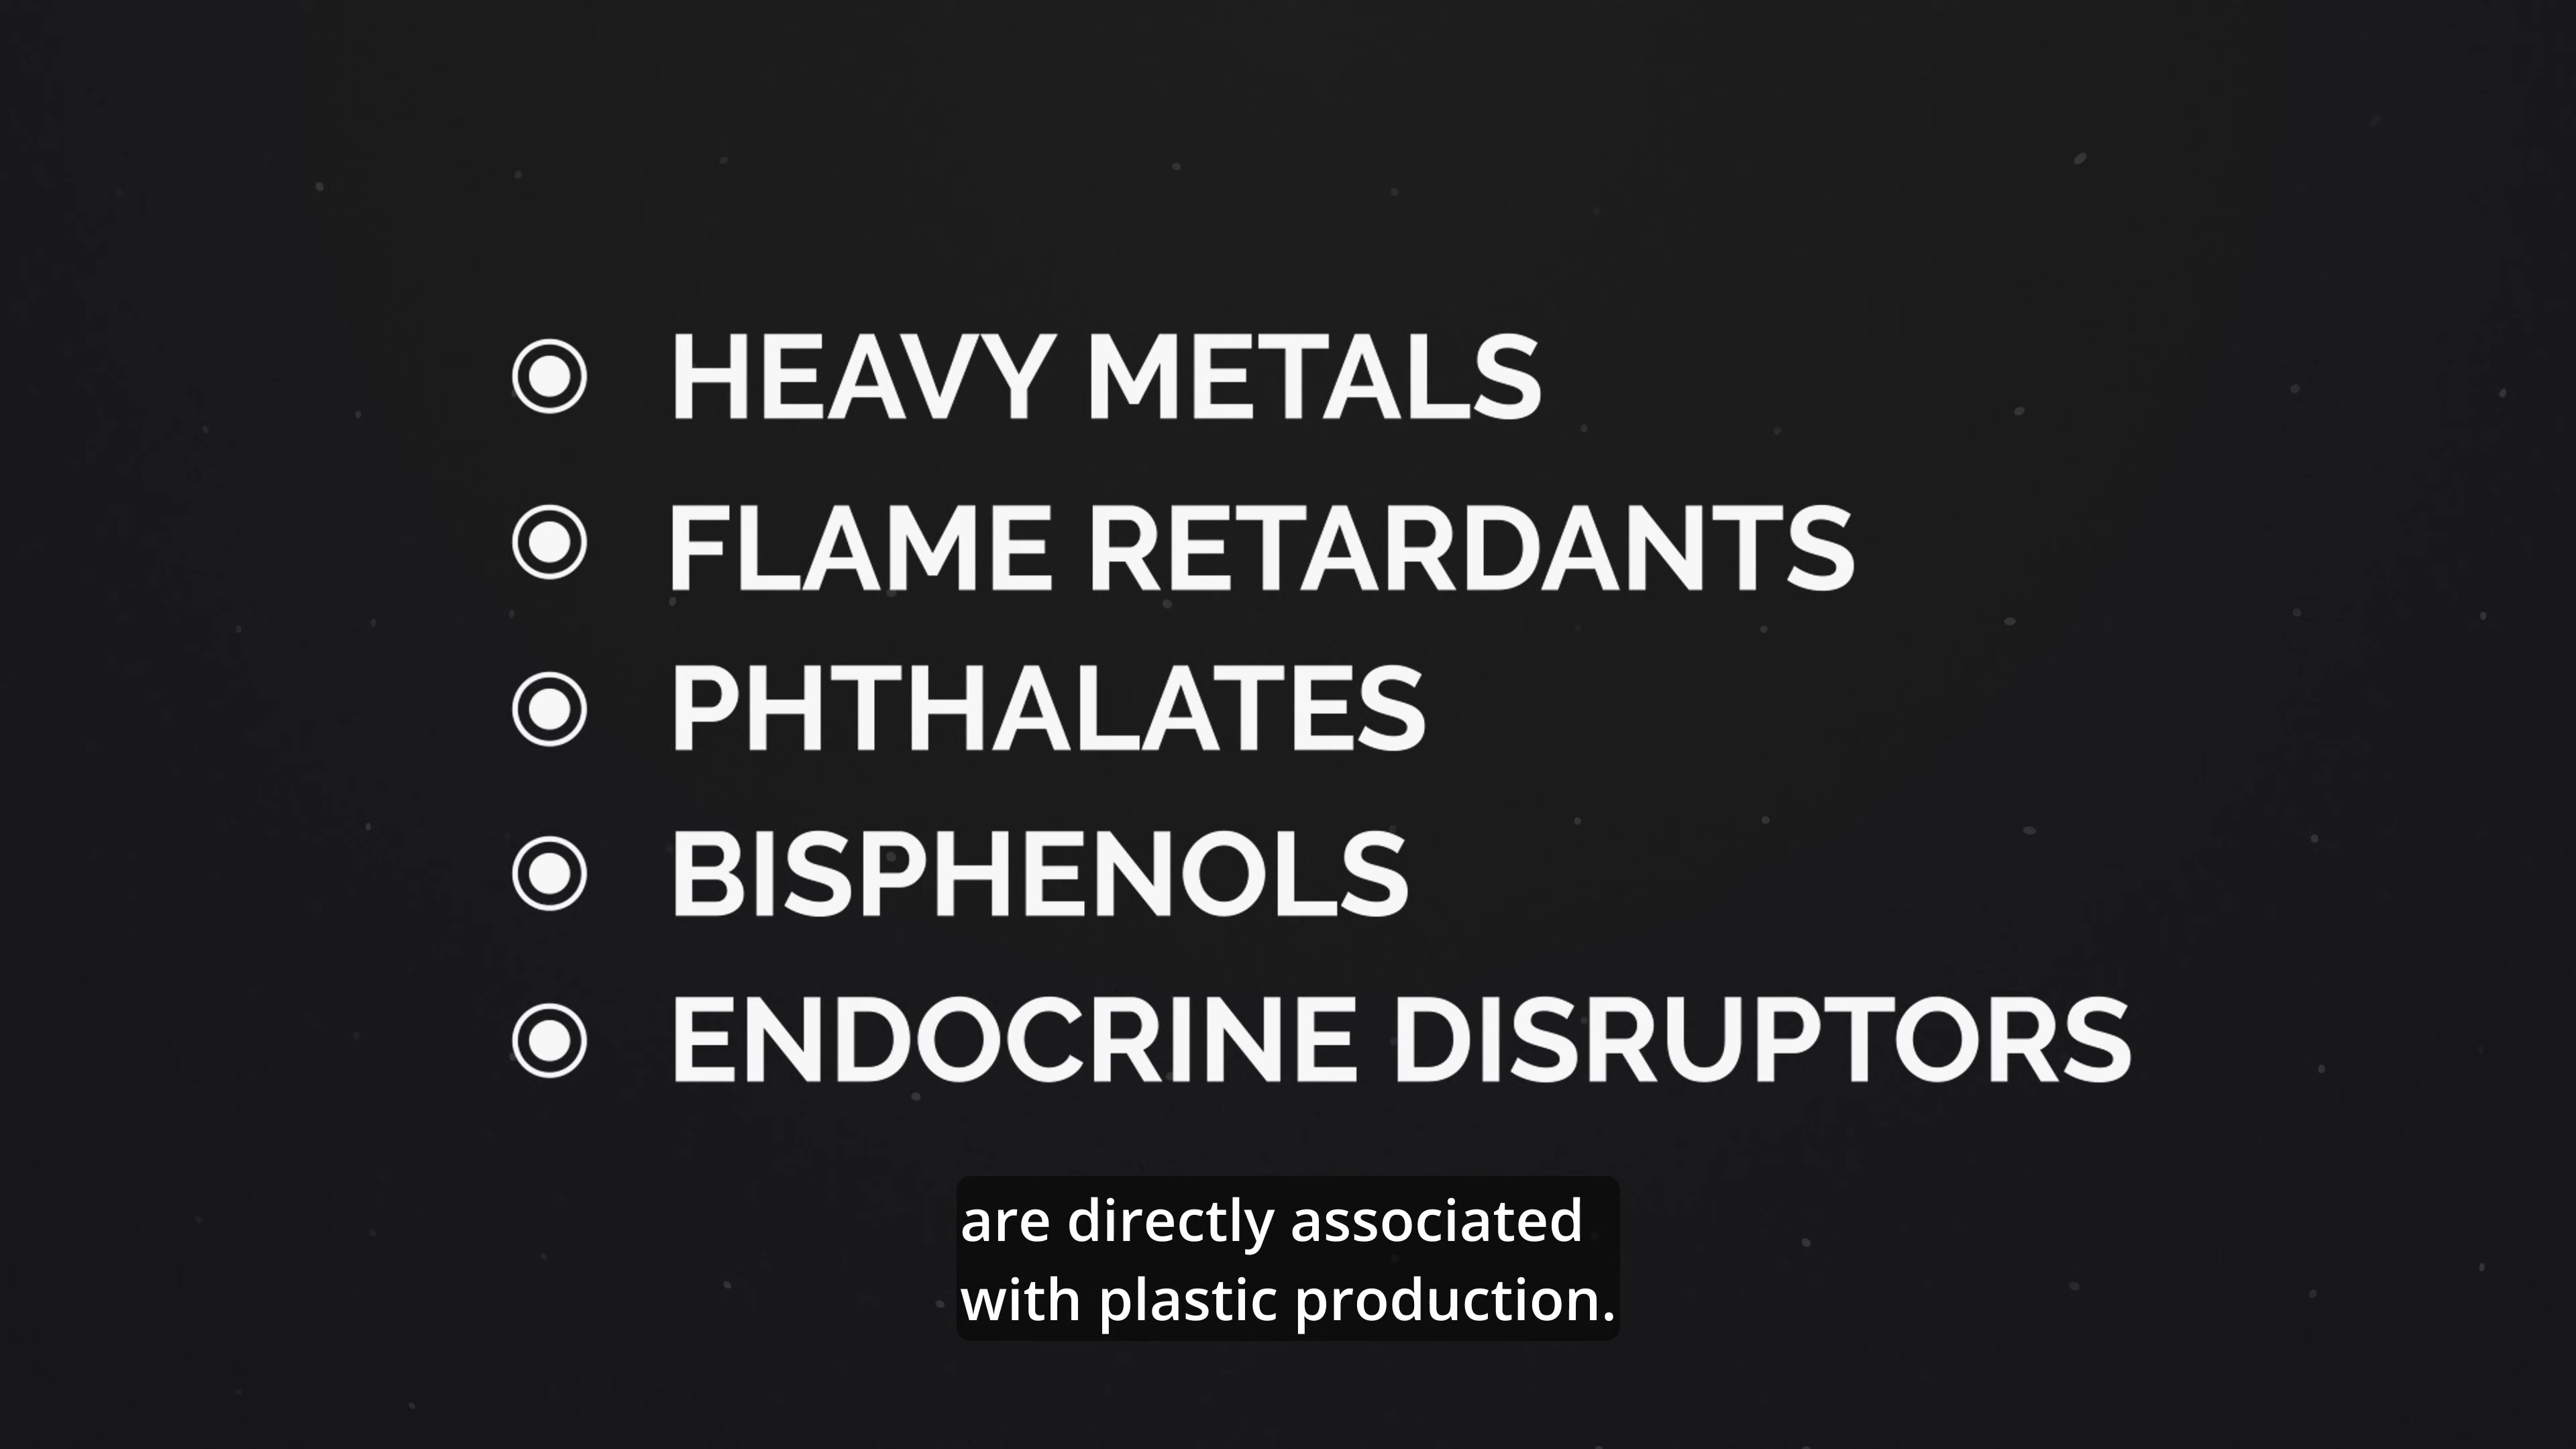 HEAVY METALS
FLAME RETARDANTS
PHTHALATES
BISPHENOLS
ENDOCRINE DISRUPTORS
are directly associated
with plastic production.